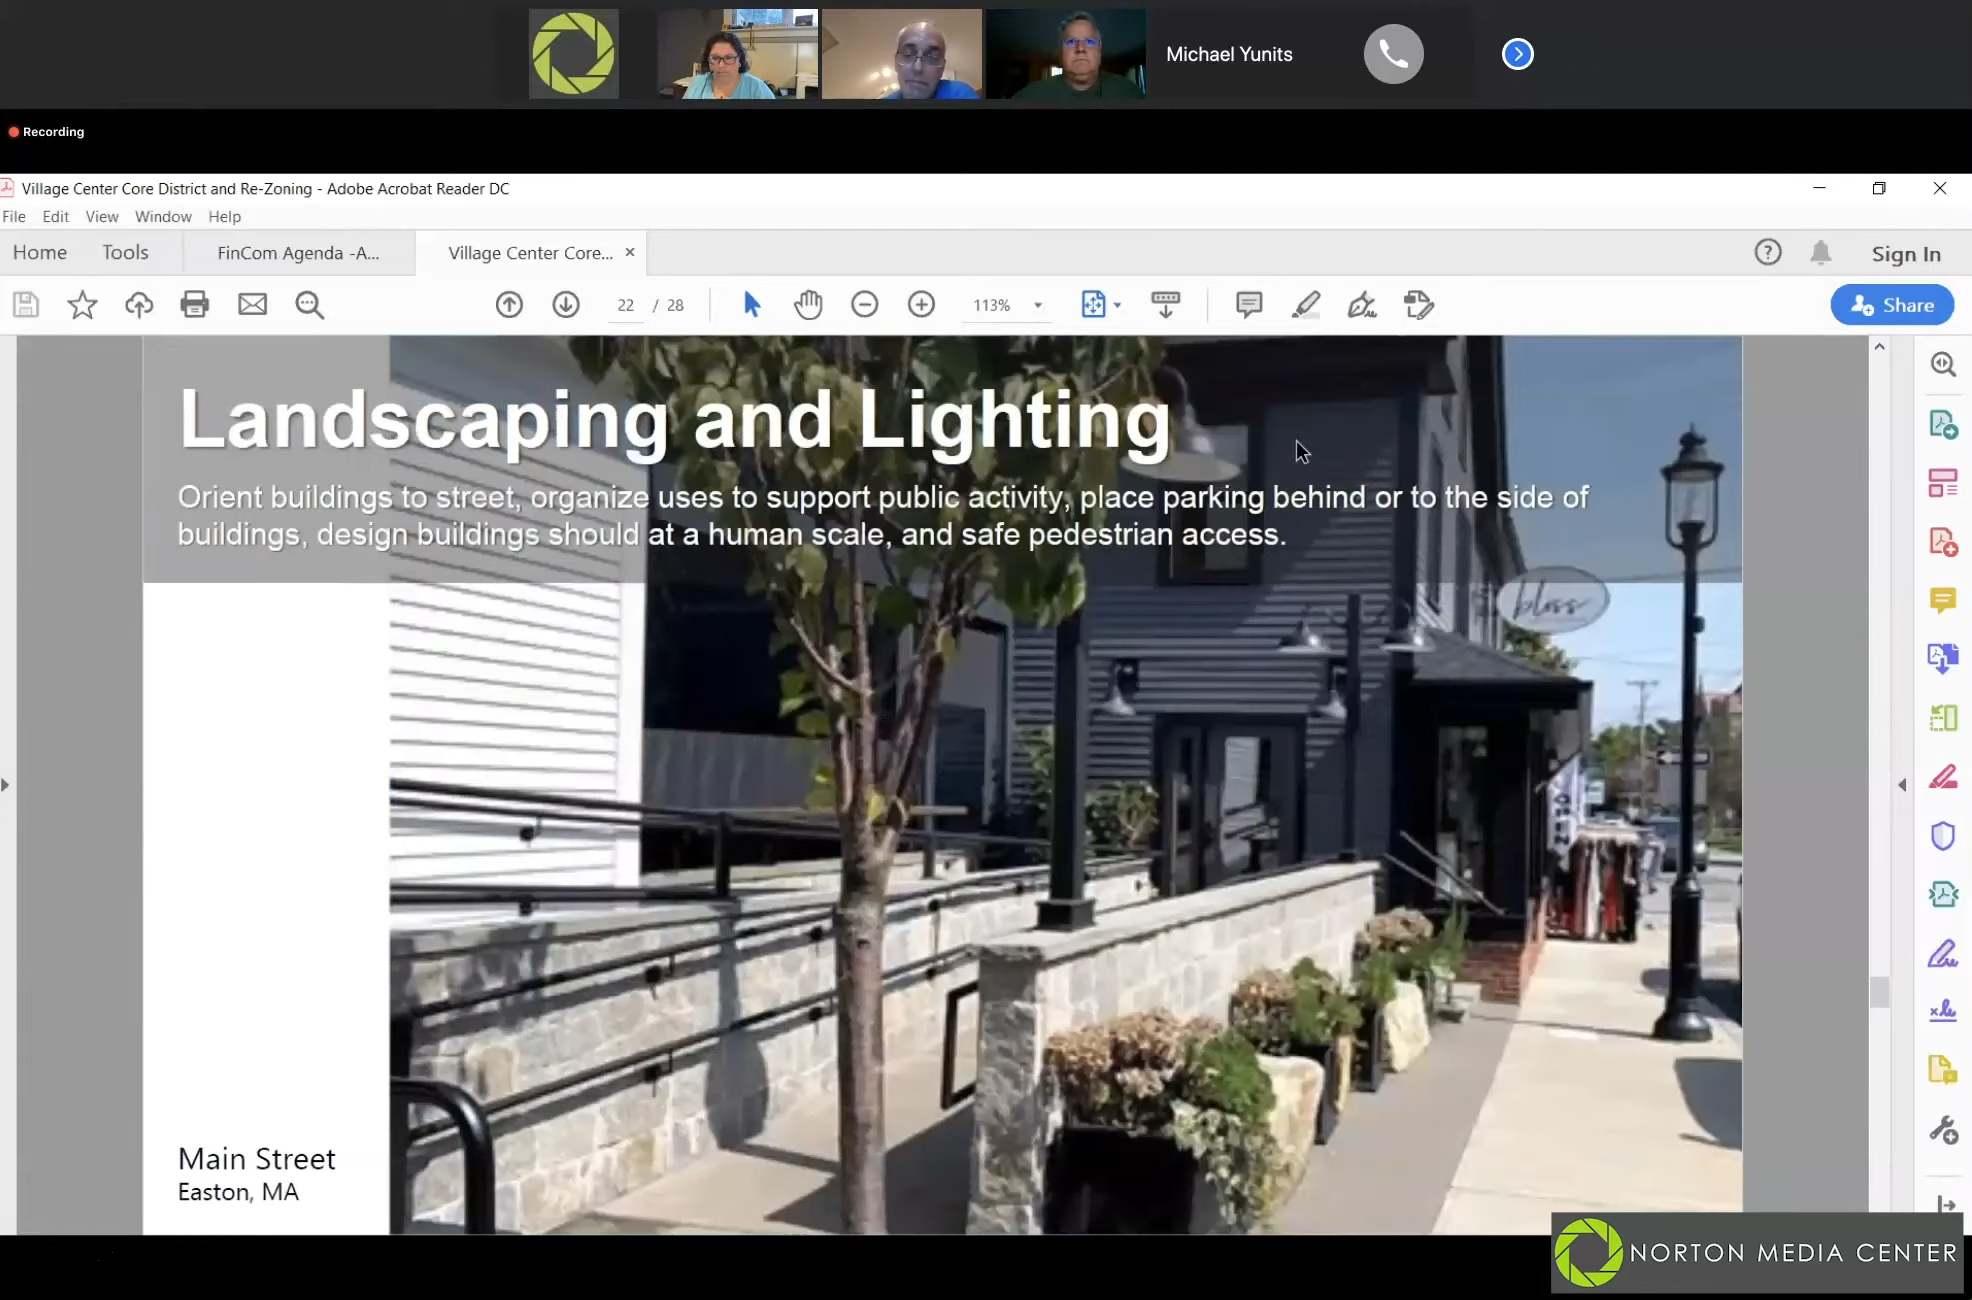 Michael Yunits
Recording
Village Center Core District and Re-Zoning - Adobe Acrobat Reader DC
File Edit View Window Help
Home Tools FinCom Agenda -A... Village Center Core... ×
Sign In
22 / 28 113% Share
Landscaping and Lighting
Orient buildings to street, organize uses to support public activity, place parking behind or to the side of
buildings, design buildings should at a human scale, and safe pedestrian access.
bliss
Main Street
Easton, MA
NORTON MEDIA CENTER